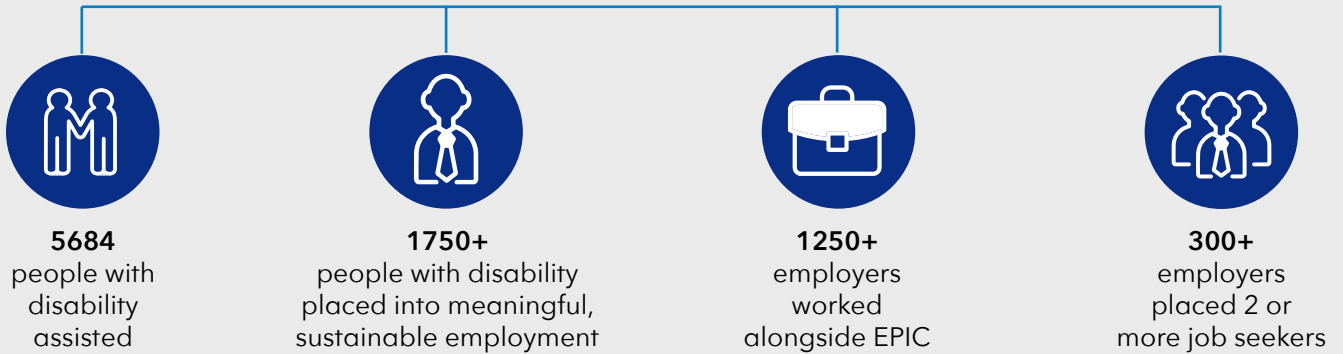 5684
people with
disability
assisted
1750+
people with disability
placed into meaningful,
sustainable employment
1250+
employers
worked
alongside EPIC
300+
employers
placed 2 or
more job seekers